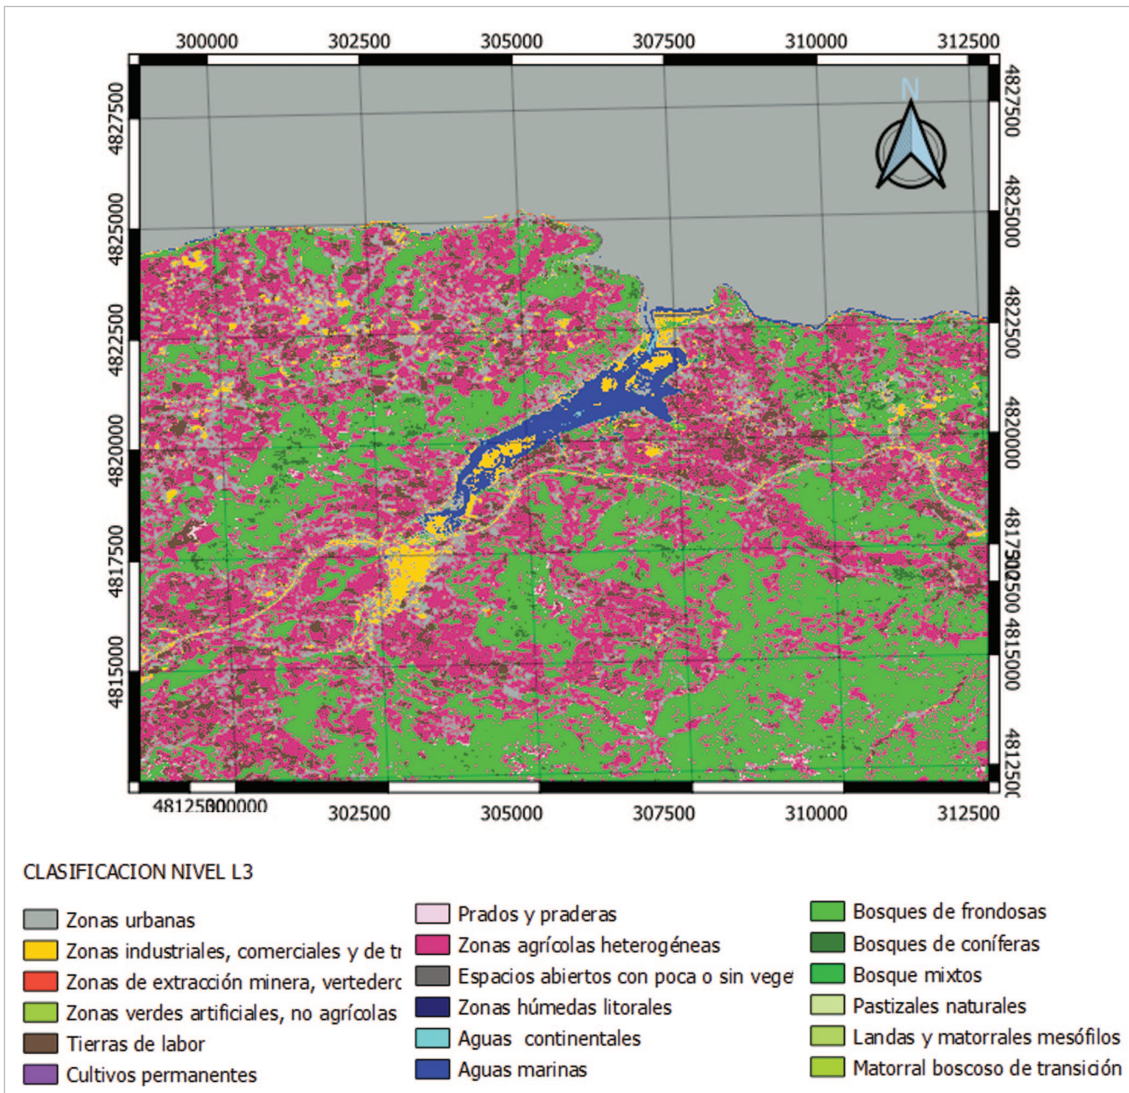 300000 302500 305000 307500 310000 312500
N
4827500 4827500
4825000 4825000
4822500 4822500
4820000 4820000
4817500
4815000 4815000
302500 305000 307500 310000 312500
CLASIFICACION NIVEL L3
Zonas urbanas
Zonas industriales, comerciales y de tr
Zonas de extracción minera, vertederc
Zonas verdes artificiales, no agrícolas
Tierras de labor
Cultivos permanentes
Prados y praderas
Zonas agrícolas heterogéneas
Espacios abiertos con poca o sin vege
Zonas húmedas litorales
Aguas continentales
Aguas marinas
Bosques de frondosas
Bosques de coníferas
Bosque mixtos
Pastizales naturales
Landas y matorrales mesófilos
Matorral boscoso de transición